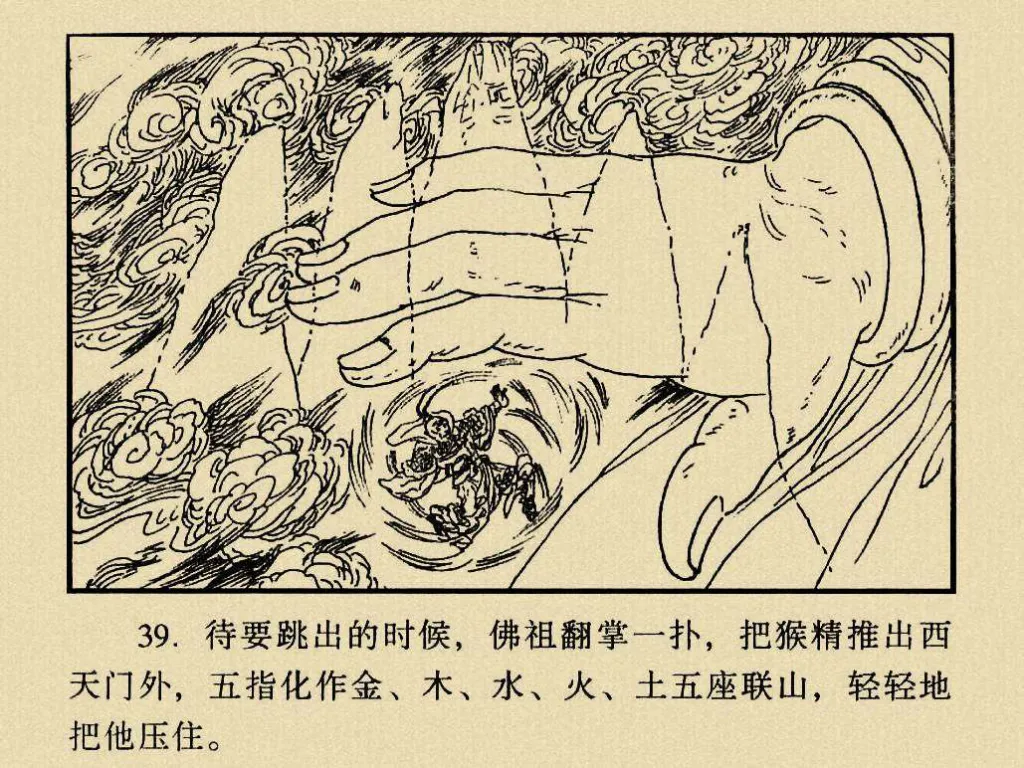 39. 待要跳出的时候，佛祖翻掌一扑，把猴精推出西
天门外，五指化作金、木、水、火、土五座联山，轻轻地
把他压住。